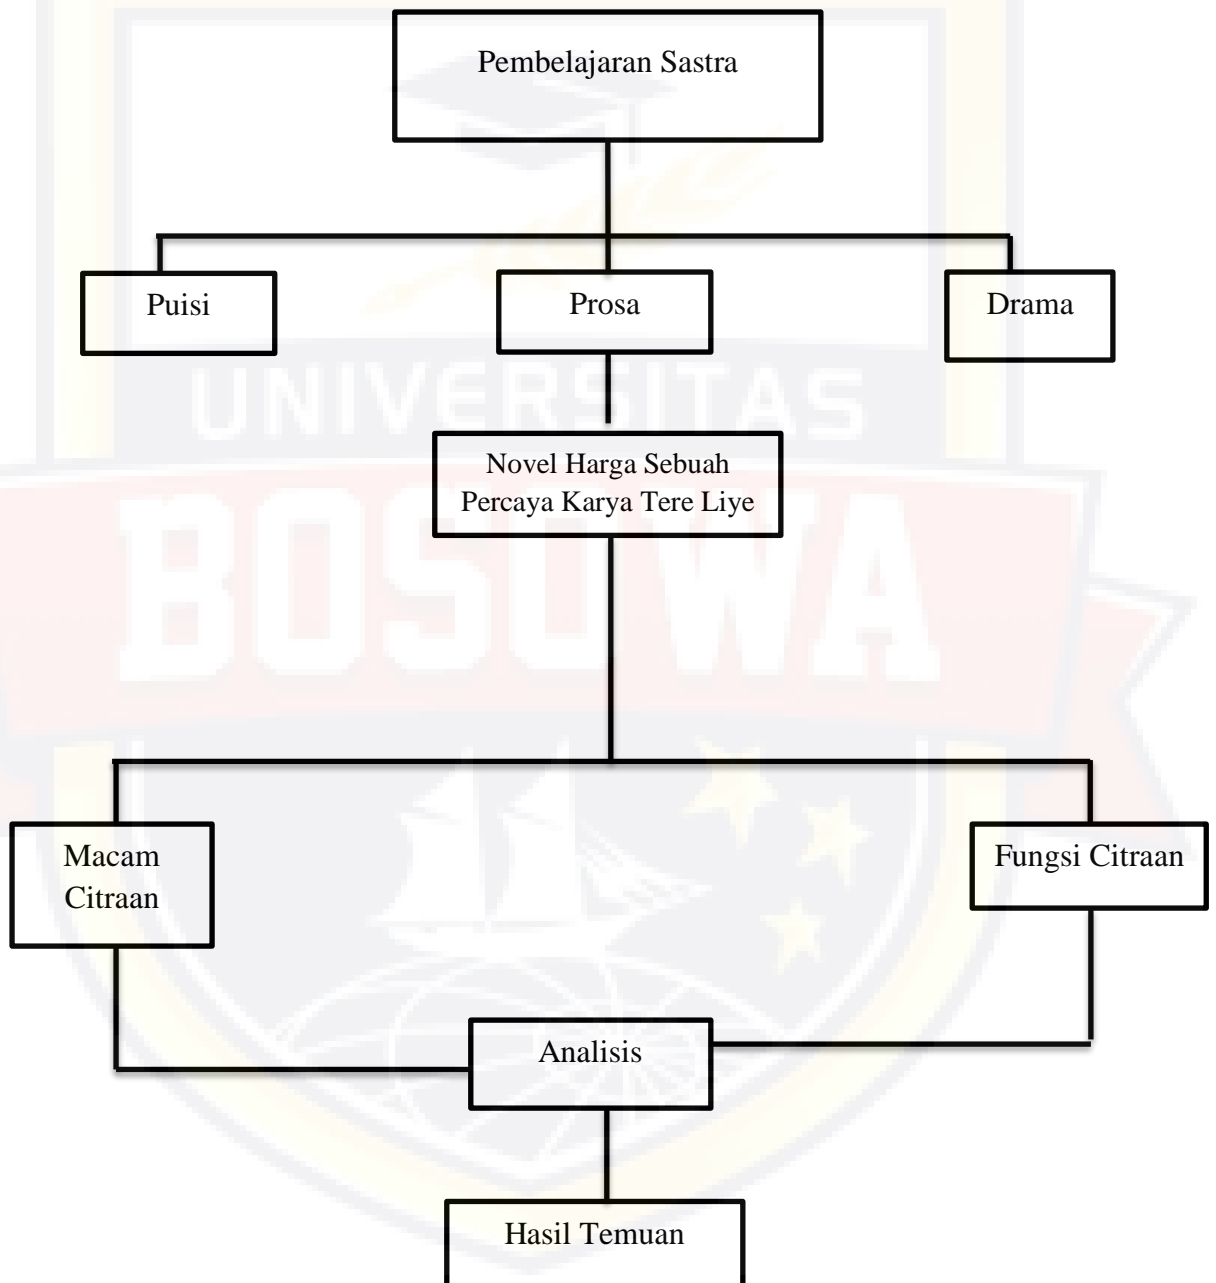 Pembelajaran Sastra
Puisi
Prosa
Drama
UNIVERSITAS
Novel Harga Sebuah
Percaya Karya Tere Liye
BOSOWA
Macam
Citraan
Fungsi Citraan
Analisis
Hasil Temuan